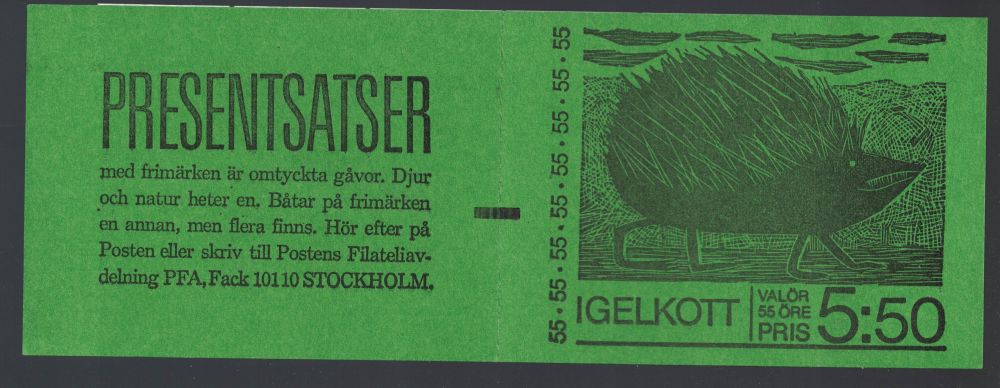 PRESENTSATSER
med frimärken är omtyckta gåvor. Djur
och natur heter en. Båtar på frimärken
en annan, men flera finns. Hör efter på
Posten eller skriv till Postens Filateliav-
delning PFA, Fack 101 10 STOCKHOLM.
55·55·55·55·55·55·55·55
IGELKOTT
VALÖR
55 ÖRE
PRIS
5:50